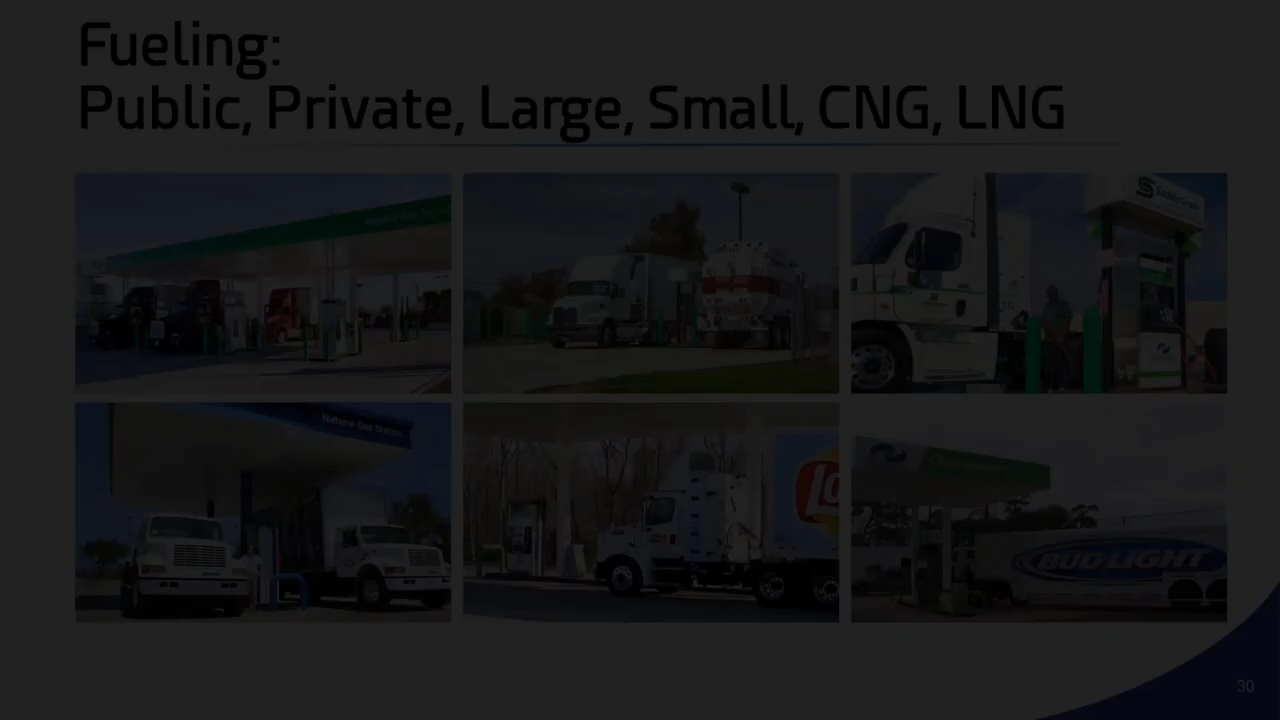 Fueling:
Public, Private, Large, Small, CNG, LNG
Natural Gas Station
BUD LIGHT
30